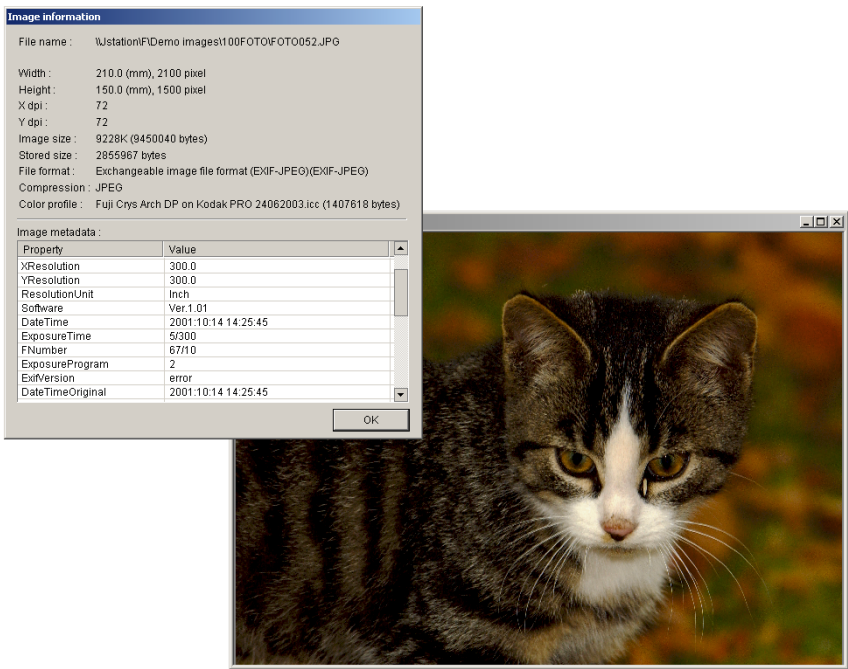 Image information
File name : \\Jstation\F\Demo images\100FOTO\FOTO052.JPG
Width : 210.0 (mm), 2100 pixel
Height : 150.0 (mm), 1500 pixel
X dpi : 72
Y dpi : 72
Image size : 9228K (9450040 bytes)
Stored size : 2855967 bytes
File format : Exchangeable image file format (EXIF-JPEG)(EXIF-JPEG)
Compression : JPEG
Color profile : Fuji Crys Arch DP on Kodak PRO 24062003.icc (1407618 bytes)
Image metadata :
Property Value
XResolution 300.0
YResolution 300.0
ResolutionUnit Inch
Software Ver.1.01
DateTime 2001:10:14 14:25:45
ExposureTime 5/300
FNumber 67/10
ExposureProgram 2
ExifVersion error
DateTimeOriginal 2001:10:14 14:25:45
OK